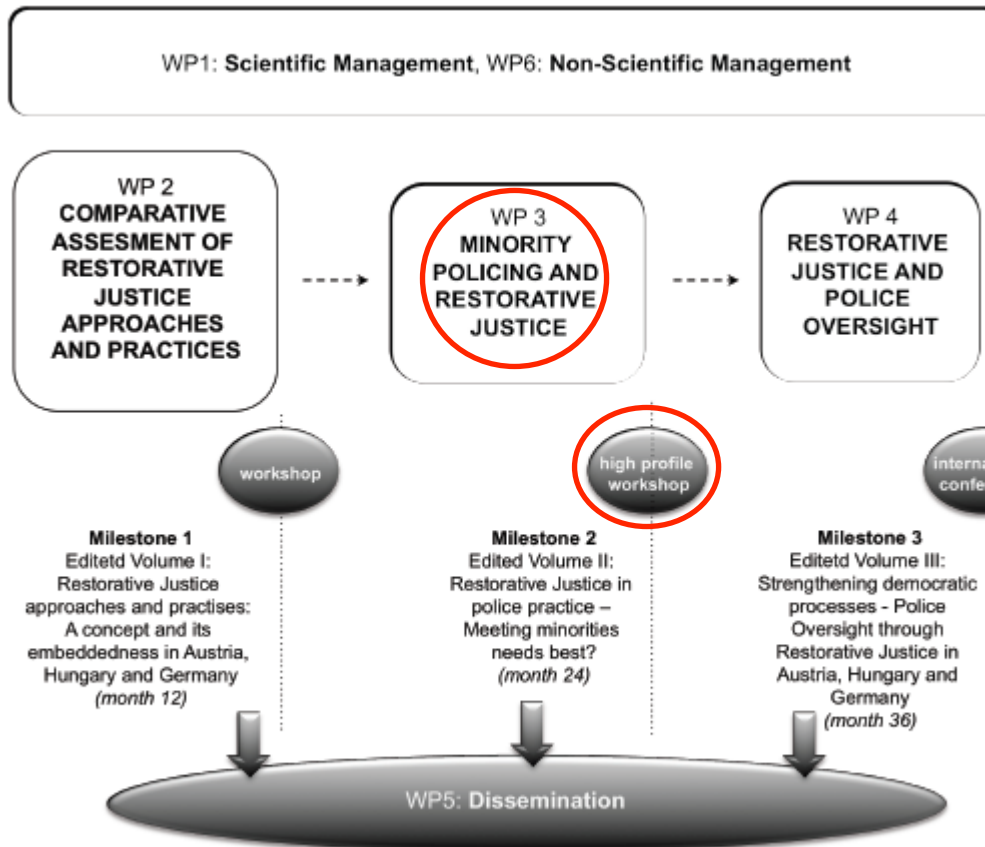 WP1: Scientific Management, WP6: Non-Scientific Management
WP 2
COMPARATIVE
ASSESMENT OF
RESTORATIVE
JUSTICE
APPROACHES
AND PRACTICES
WP 3
MINORITY
POLICING AND
RESTORATIVE
JUSTICE
WP 4
RESTORATIVE
JUSTICE AND
POLICE
OVERSIGHT
workshop
high profile
workshop
interna
confe
Milestone 1
Editetd Volume I:
Restorative Justice
approaches and practises:
A concept and its
embeddedness in Austria,
Hungary and Germany
(month 12)
Milestone 2
Edited Volume II:
Restorative Justice in
police practice –
Meeting minorities
needs best?
(month 24)
Milestone 3
Editetd Volume III:
Strengthening democratic
processes - Police
Oversight through
Restorative Justice in
Austria, Hungary and
Germany
(month 36)
WP5: Dissemination